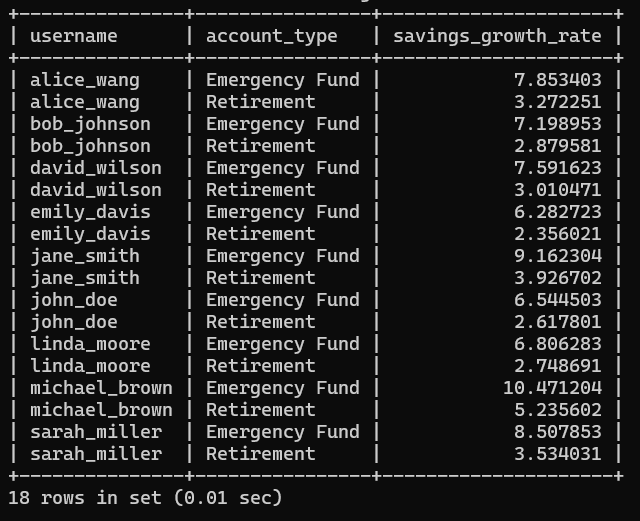 +---------------+----------------+---------------------+
| username      | account_type   | savings_growth_rate |
+---------------+----------------+---------------------+
| alice_wang    | Emergency Fund |            7.853403 |
| alice_wang    | Retirement     |            3.272251 |
| bob_johnson   | Emergency Fund |            7.198953 |
| bob_johnson   | Retirement     |            2.879581 |
| david_wilson  | Emergency Fund |            7.591623 |
| david_wilson  | Retirement     |            3.010471 |
| emily_davis   | Emergency Fund |            6.282723 |
| emily_davis   | Retirement     |            2.356021 |
| jane_smith    | Emergency Fund |            9.162304 |
| jane_smith    | Retirement     |            3.926702 |
| john_doe      | Emergency Fund |            6.544503 |
| john_doe      | Retirement     |            2.617801 |
| linda_moore   | Emergency Fund |            6.806283 |
| linda_moore   | Retirement     |            2.748691 |
| michael_brown | Emergency Fund |           10.471204 |
| michael_brown | Retirement     |            5.235602 |
| sarah_miller  | Emergency Fund |            8.507853 |
| sarah_miller  | Retirement     |            3.534031 |
+---------------+----------------+---------------------+
18 rows in set (0.01 sec)